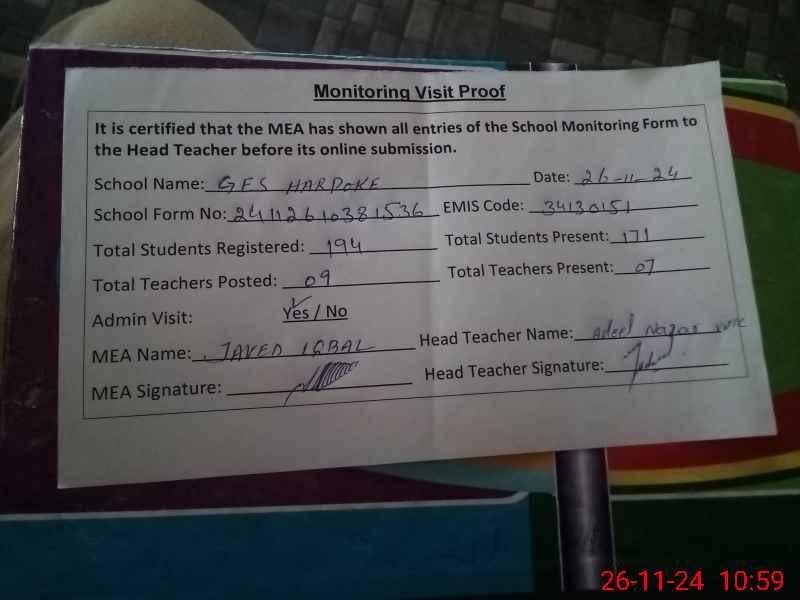 Monitoring Visit Proof
It is certified that the MEA has shown all entries of the School Monitoring Form to
the Head Teacher before its online submission.
School Name: GES HARDOKE Date: 26-11-24
School Form No: 24112610381536 EMIS Code: 34130151
Total Students Registered: 194 Total Students Present: 171
Total Teachers Posted: 09 Total Teachers Present: 07
Admin Visit: Yes / No
MEA Name: JAVED IQBAL Head Teacher Name: Adeel
MEA Signature: Head Teacher Signature:
26-11-24 10:59